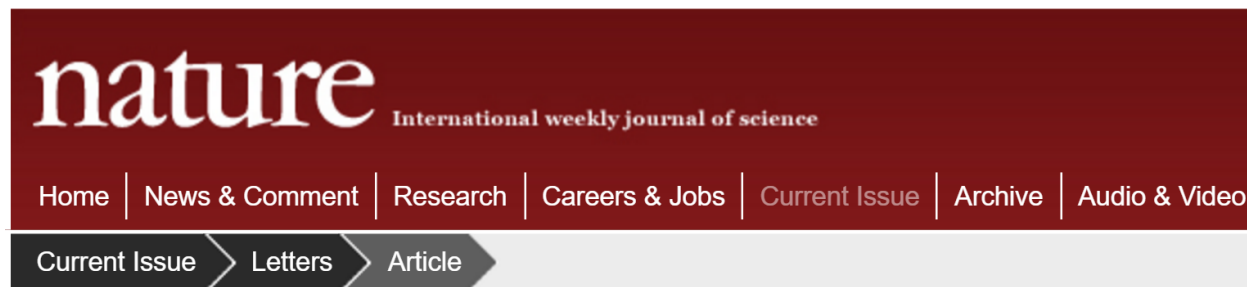 nature International weekly journal of science
Home News & Comment Research Careers & Jobs Current Issue Archive Audio & Video
Current Issue Letters Article